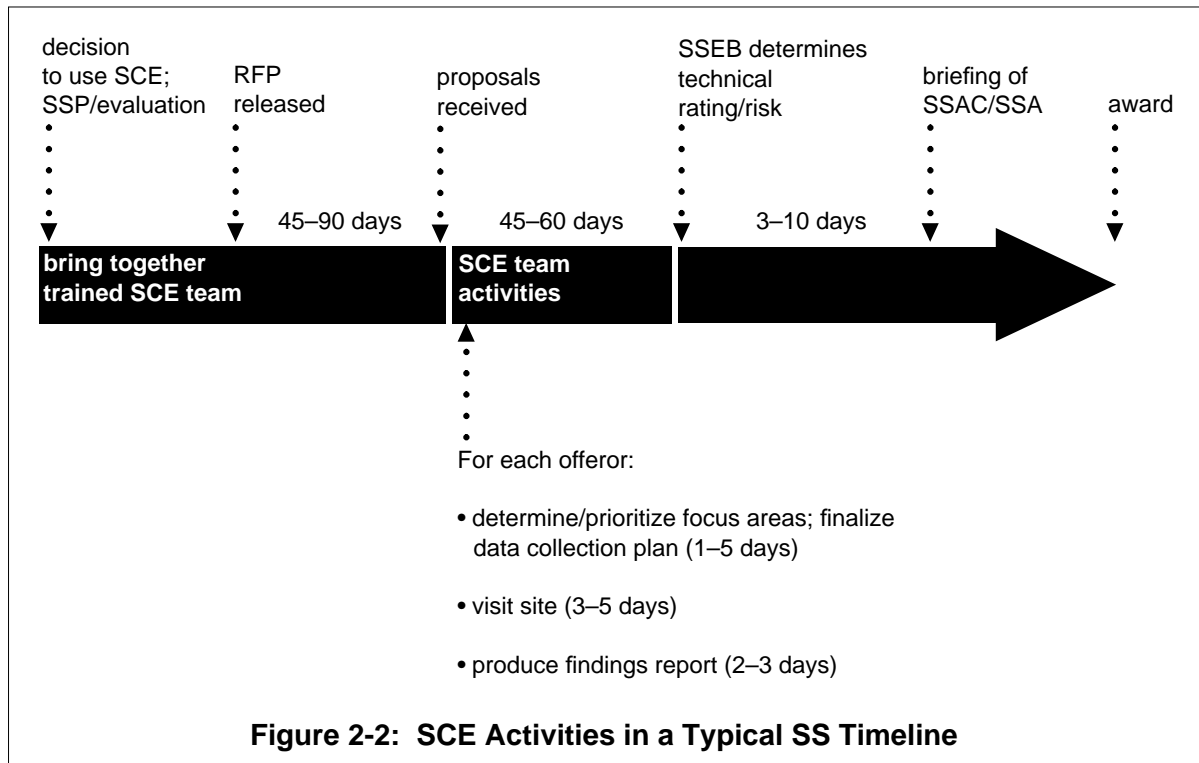 decision
to use SCE;
SSP/evaluation
RFP
released
proposals
received
SSEB determines
technical
rating/risk
briefing of
SSAC/SSA
award
45–90 days
45–60 days
3–10 days
bring together
trained SCE team
SCE team
activities
For each offeror:
• determine/prioritize focus areas; finalize
data collection plan (1–5 days)
• visit site (3–5 days)
• produce findings report (2–3 days)
Figure 2-2: SCE Activities in a Typical SS Timeline